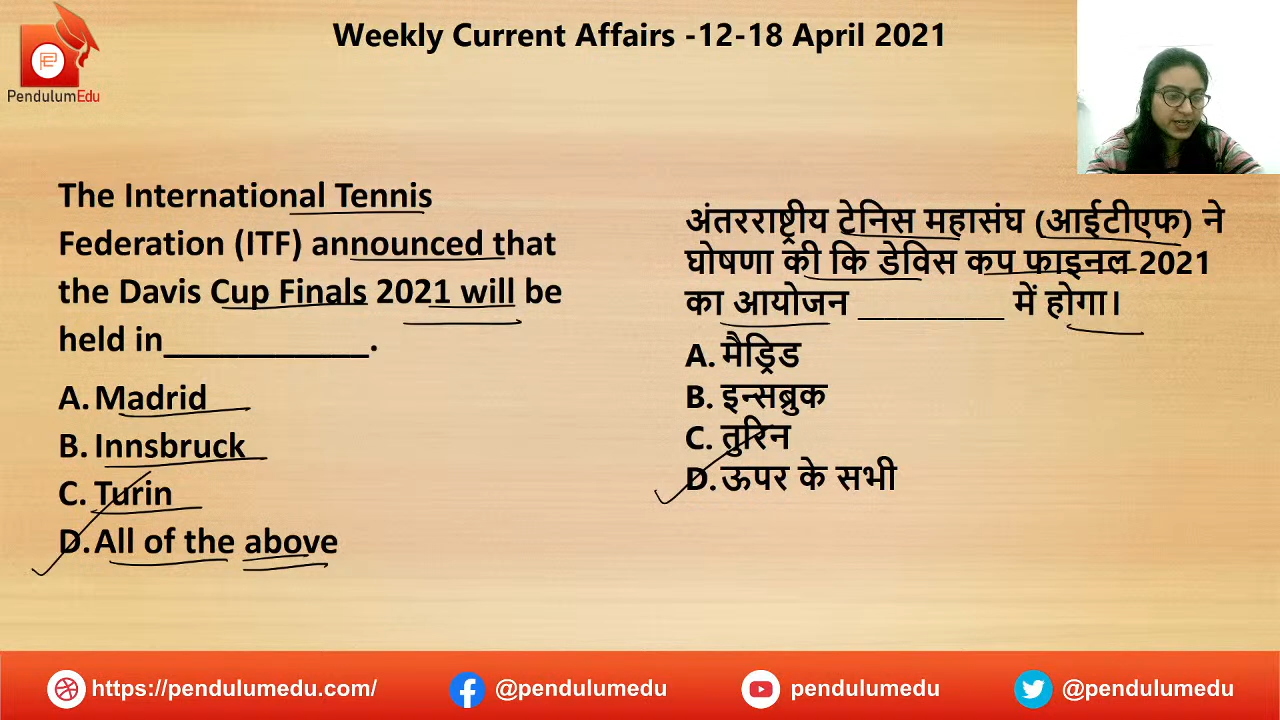 Weekly Current Affairs -12-18 April 2021
PendulumEdu
The International Tennis
Federation (ITF) announced that
the Davis Cup Finals 2021 will be
held in____________.
A. Madrid
B. Innsbruck
C. Turin
D. All of the above
अंतरराष्ट्रीय टेनिस महासंघ (आईटीएफ) ने
घोषणा की कि डेविस कप फाइनल 2021
का आयोजन _________ में होगा।
A. मैड्रिड
B. इन्सब्रुक
C. तुरिन
D. ऊपर के सभी
https://pendulumedu.com/
@pendulumedu
pendulumedu
@pendulumedu